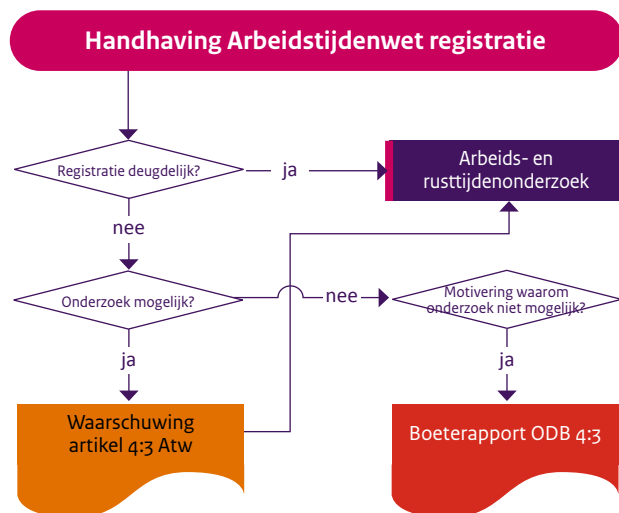 Handhaving Arbeidstijdenwet registratie
Registratie deugdelijk?
ja
Arbeids- en
rusttijdenonderzoek
nee
Onderzoek mogelijk?
nee
Motivering waarom
onderzoek niet mogelijk?
ja
ja
Waarschuwing
artikel 4:3 Atw
Boeterapport ODB 4:3